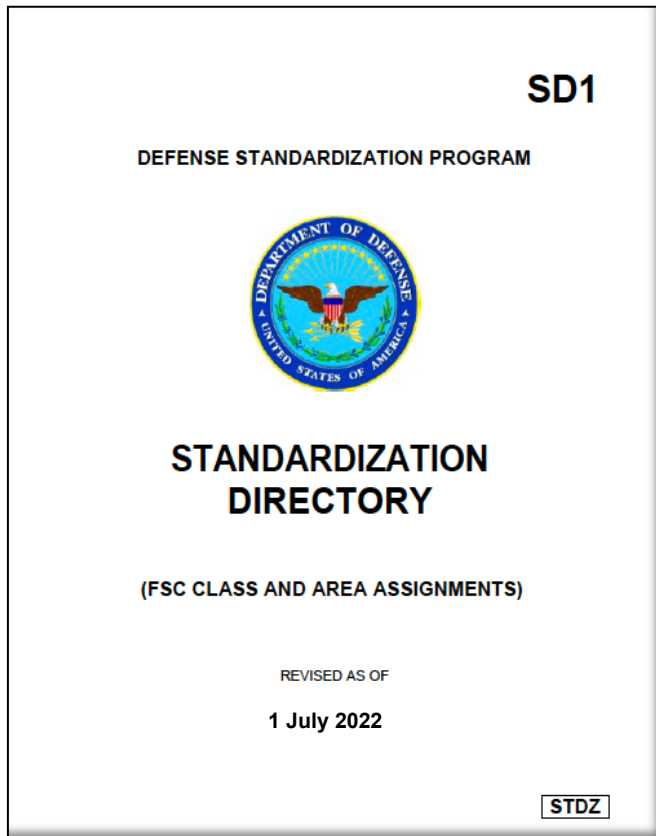 SD1
DEFENSE STANDARDIZATION PROGRAM
DEPARTMENT OF DEFENSE
UNITED STATES OF AMERICA
STANDARDIZATION
DIRECTORY
(FSC CLASS AND AREA ASSIGNMENTS)
REVISED AS OF
1 July 2022
STDZ